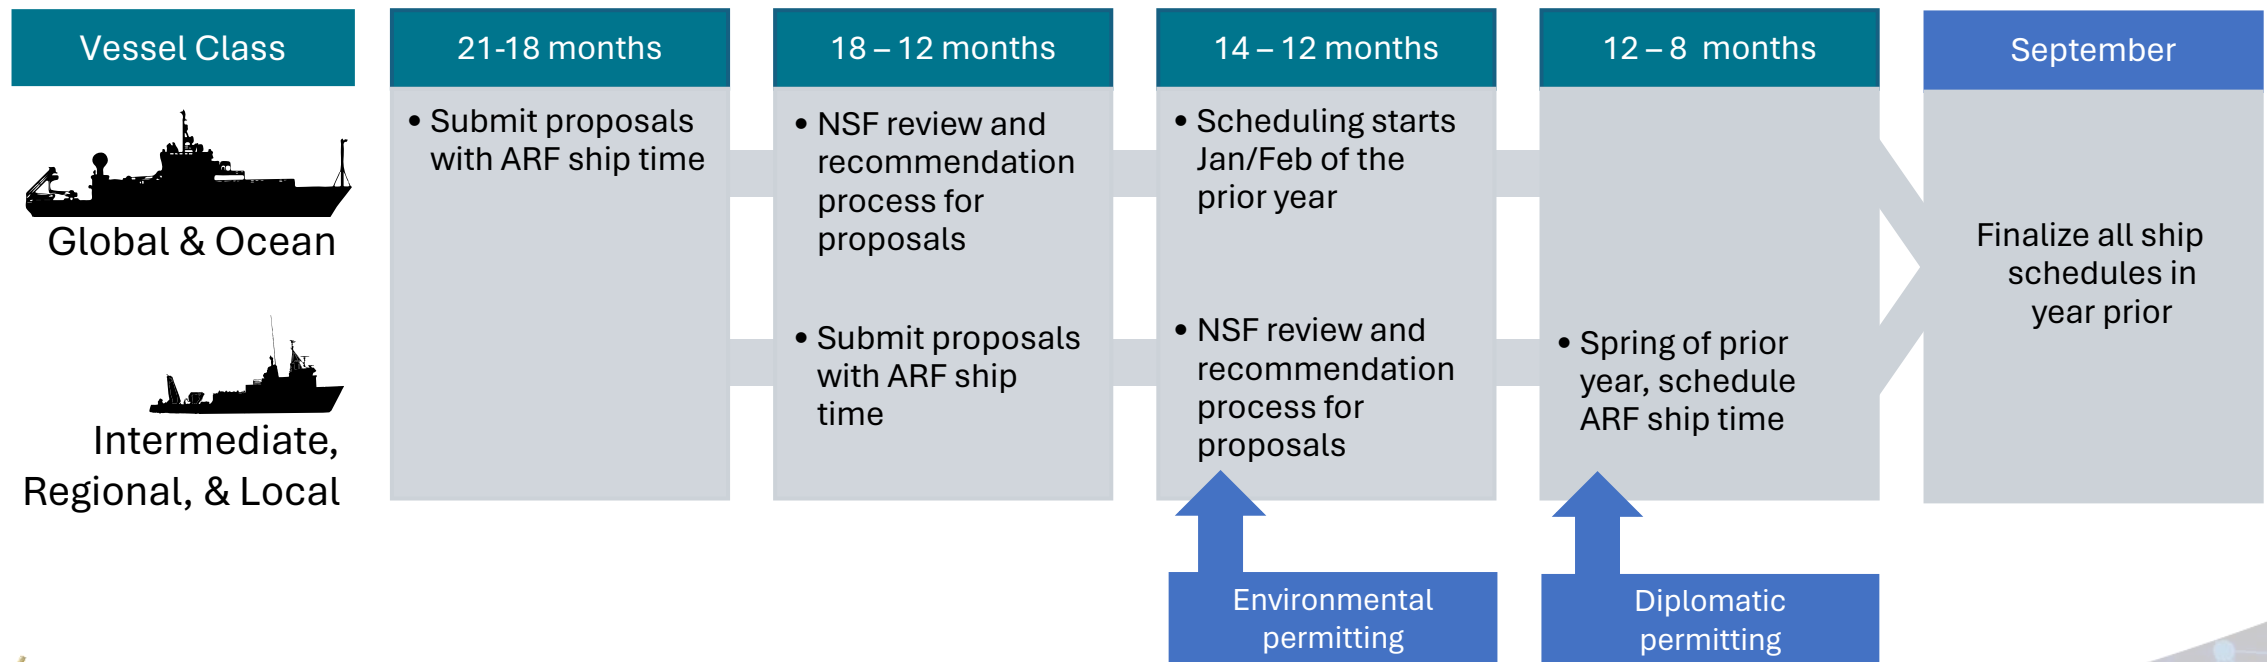 Vessel Class
21-18 months
18 – 12 months
14 – 12 months
12 – 8 months
September
Global & Ocean
• Submit proposals
with ARF ship time
• NSF review and
recommendation
process for
proposals
• Scheduling starts
Jan/Feb of the
prior year
Intermediate,
Regional, & Local
• Submit proposals
with ARF ship
time
• NSF review and
recommendation
process for
proposals
• Spring of prior
year, schedule
ARF ship time
Finalize all ship
schedules in
year prior
Environmental
permitting
Diplomatic
permitting